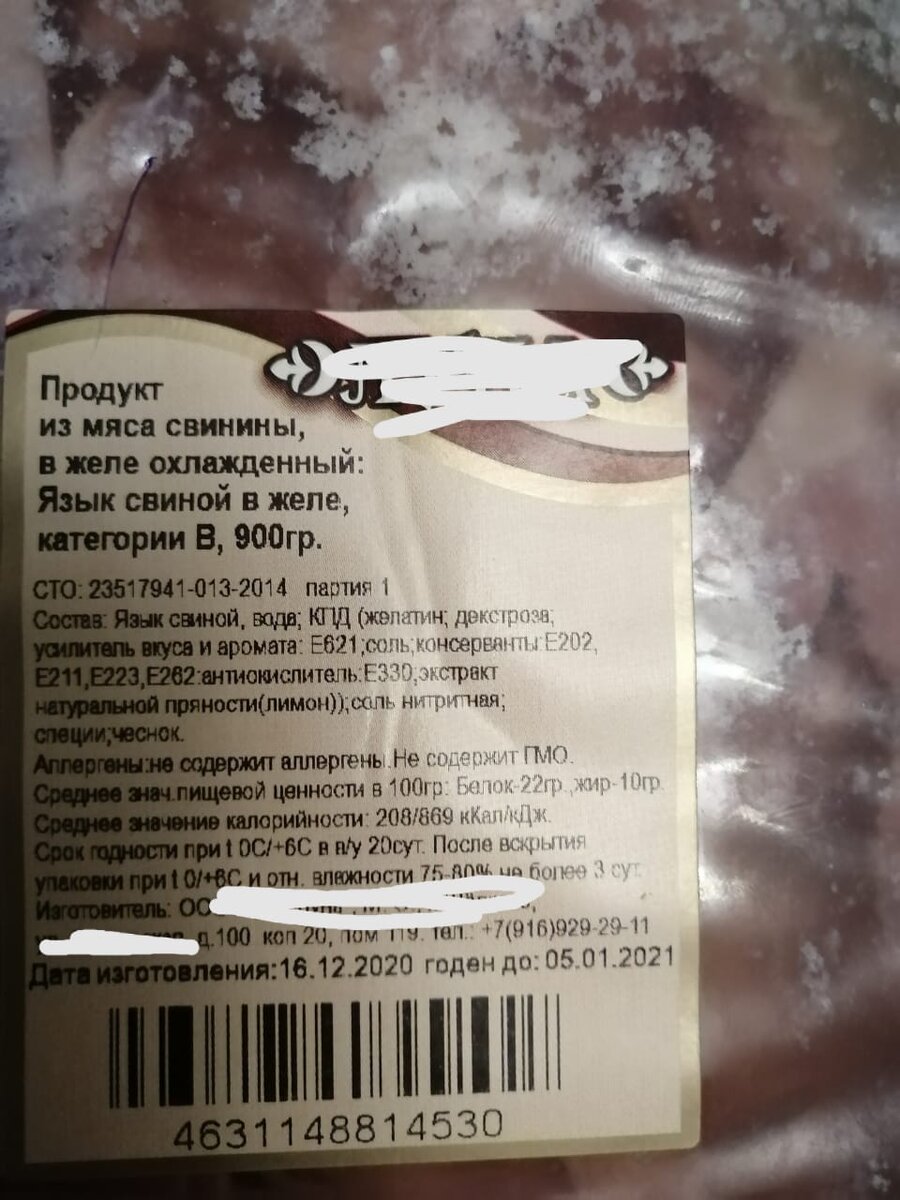 Продукт
из мяса свинины,
в желе охлажденный:
Язык свиной в желе,
категории В, 900гр.
СТО: 23517941-013-2014 партия 1
Состав: Язык свиной, вода; КПД (желатин; декстроза;
усилитель вкуса и аромата: Е621;соль;консерванты:Е202,
Е211,Е223,Е262:антиокислитель:Е330;экстракт
натуральной пряности(лимон));соль нитритная;
специи;чеснок.
Аллергены:не содержит аллергены.Не содержит ГМО.
Среднее знач.пищевой ценности в 100гр: Белок-22гр.,жир-10гр.
Среднее значение калорийности: 208/869 кКал/кДж.
Срок годности при t 0С/+6С в в/у 20сут. После вскрытия
упаковки при t 0/+6С и отн. влажности 75-80% не более 3 сут.
Изготовитель:
д.100 коп 20, пом 119. тел.: +7(916)929-29-11
Дата изготовления:16.12.2020 годен до: 05.01.2021
4631148814530